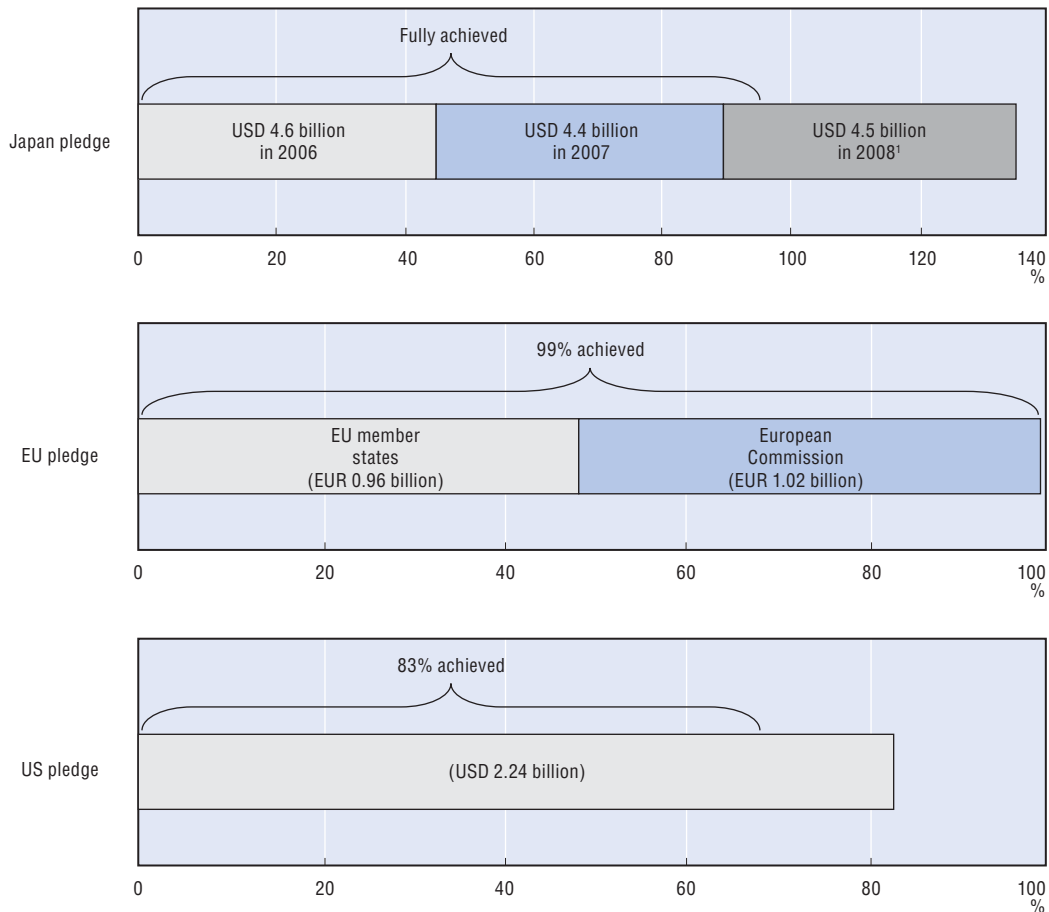 Fully achieved
Japan pledge
USD 4.6 billion
in 2006
USD 4.4 billion
in 2007
USD 4.5 billion
in 2008¹
0 20 40 60 80 100 120 140
%
99% achieved
EU pledge
EU member
states
(EUR 0.96 billion)
European
Commission
(EUR 1.02 billion)
0 20 40 60 80 100
%
83% achieved
US pledge
(USD 2.24 billion)
0 20 40 60 80 100
%